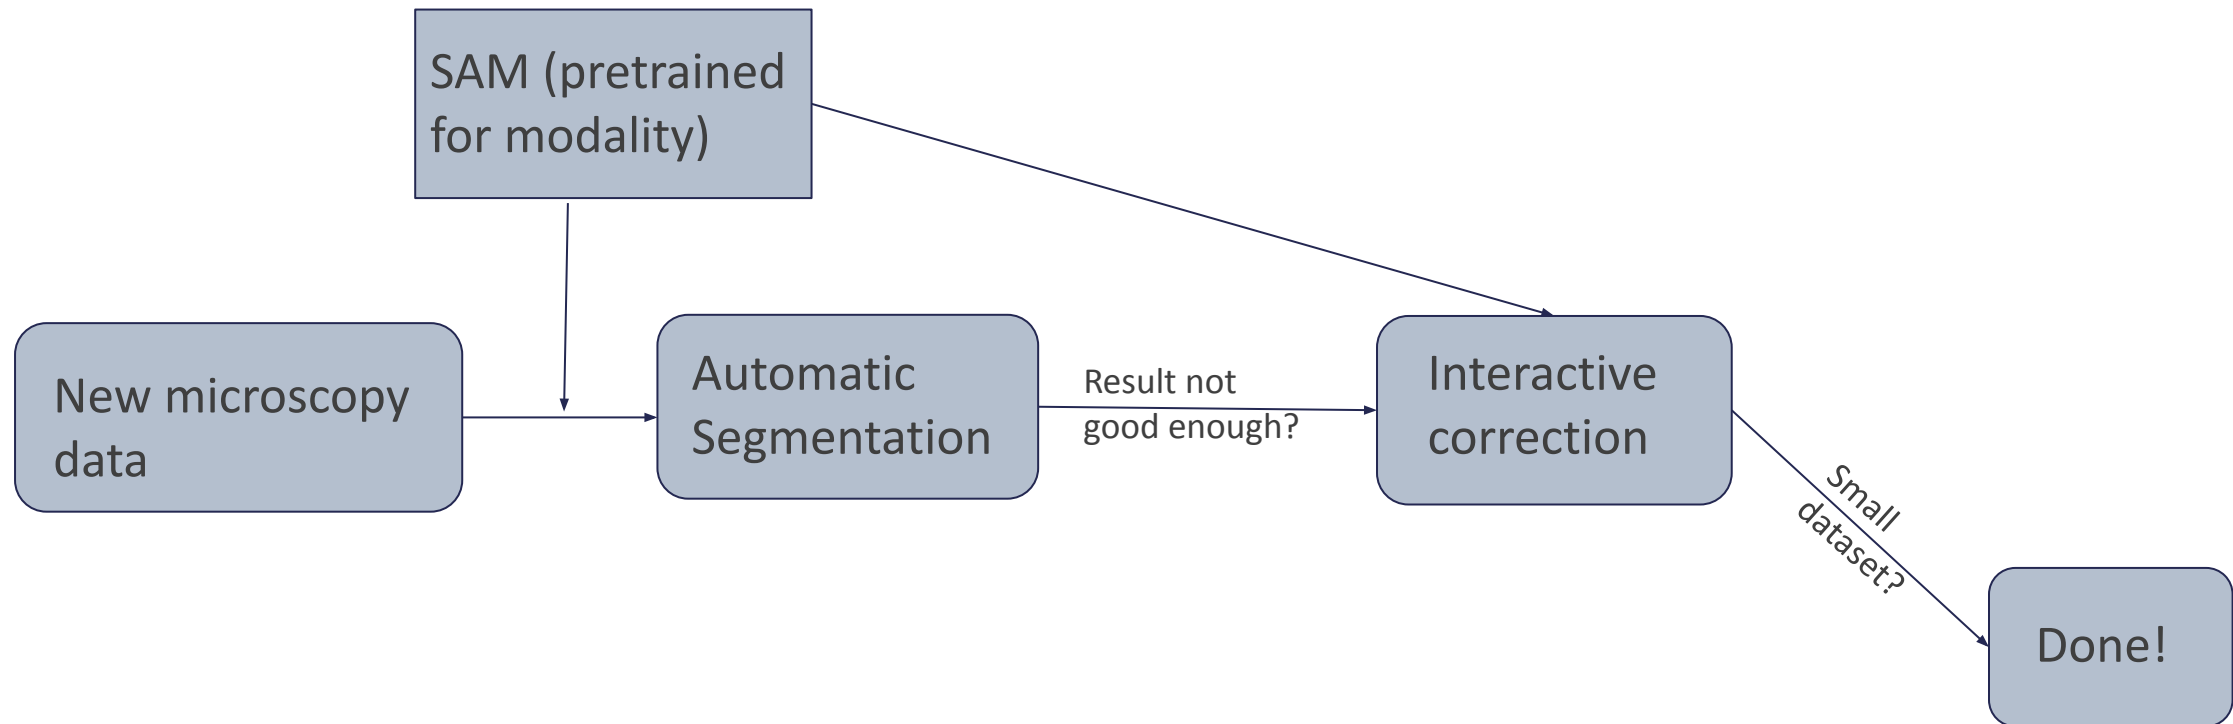 SAM (pretrained
for modality)
New microscopy
data
Automatic
Segmentation
Result not
good enough?
Interactive
correction
Small
dataset?
Done!